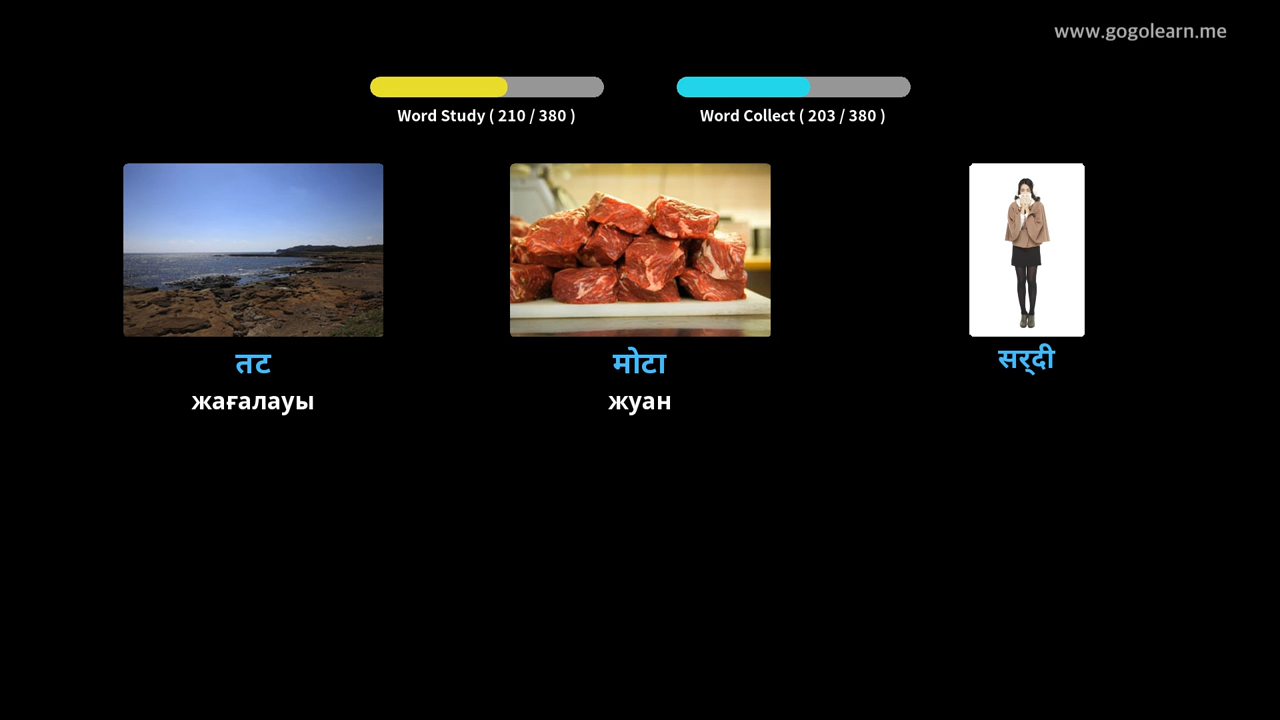 www.gogolearn.me
Word Study ( 210 / 380 )
Word Collect ( 203 / 380 )
तट
मोटा
सर्‌दी
жағалауы
жуан